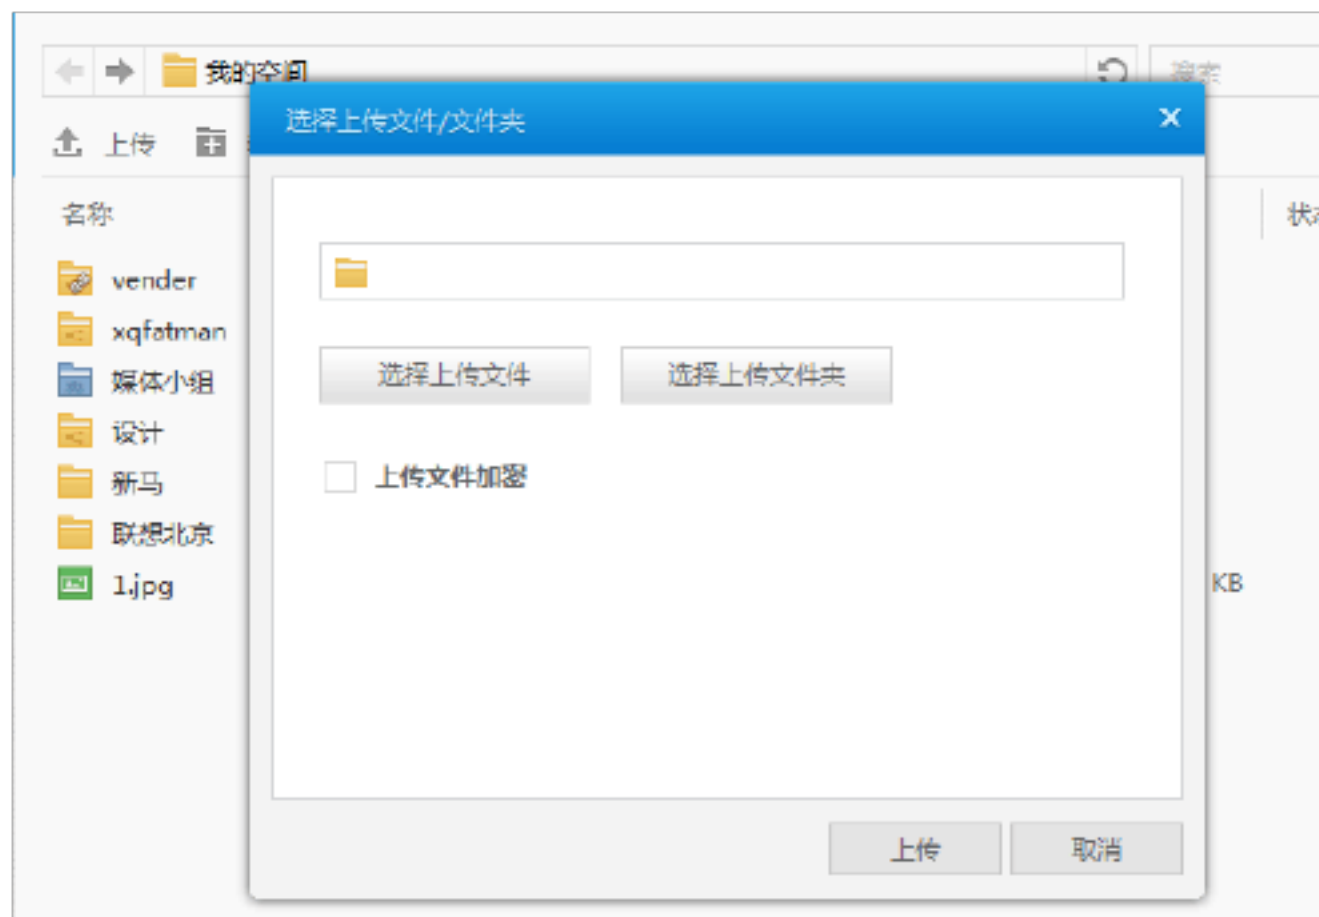 我的空间
搜索
选择上传文件/文件夹
上传
名称
vender
xqfatman
媒体小组
设计
新马
联想北京
1.jpg
选择上传文件
选择上传文件夹
上传文件加密
KB
上传
取消